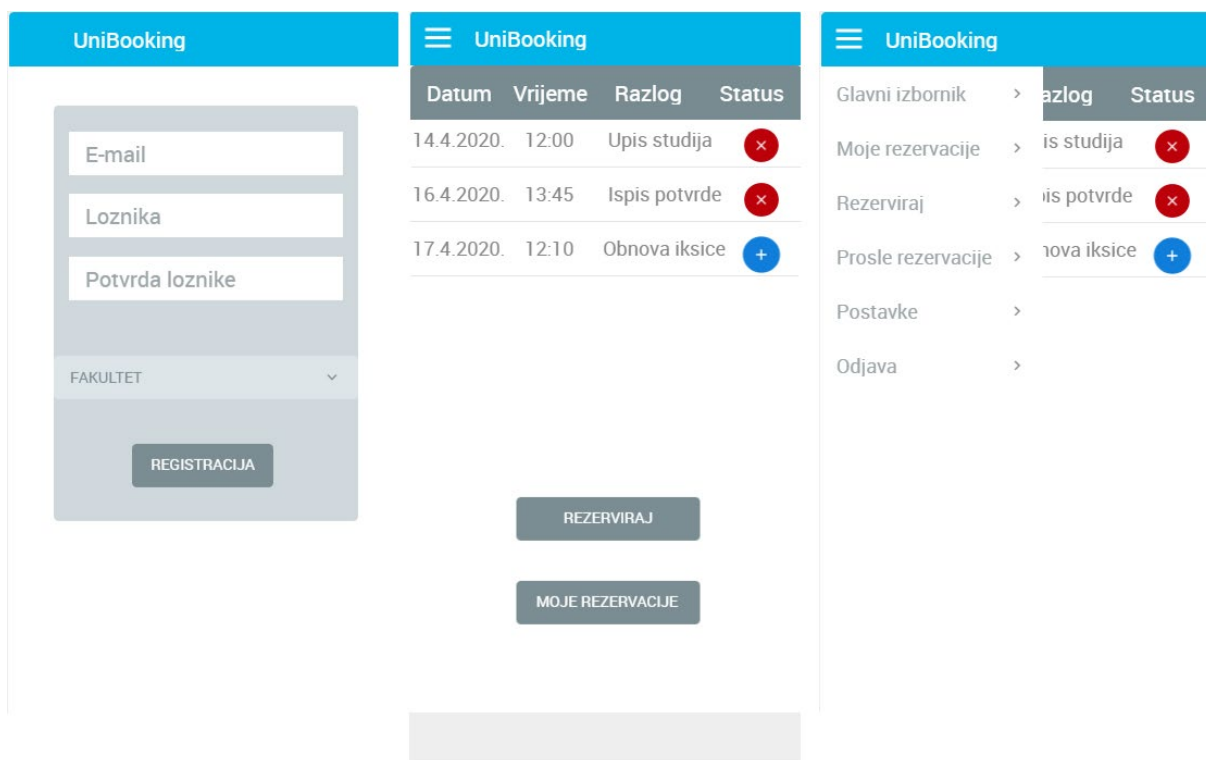 UniBooking
E-mail
Loznika
Potvrda loznike
FAKULTET
REGISTRACIJA
UniBooking
Datum Vrijeme Razlog Status
14.4.2020. 12:00 Upis studija
16.4.2020. 13:45 Ispis potvrde
17.4.2020. 12:10 Obnova iksice
REZERVIRAJ
MOJE REZERVACIJE
UniBooking
Glavni izbornik azlog Status
Moje rezervacije is studija
Rezerviraj is potvrde
Prosle rezervacije nova iksice
Postavke
Odjava